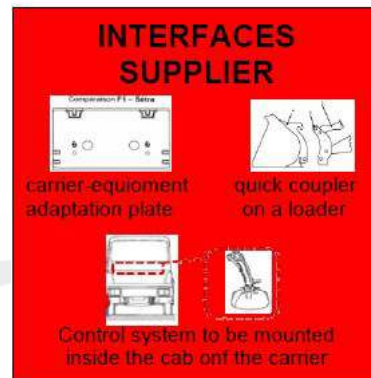 INTERFACES
SUPPLIER
Comparaison F1 – Sétra
carrier-equioment
adaptation plate
quick coupler
on a loader
Control system to be mounted
inside the cab onf the carrier